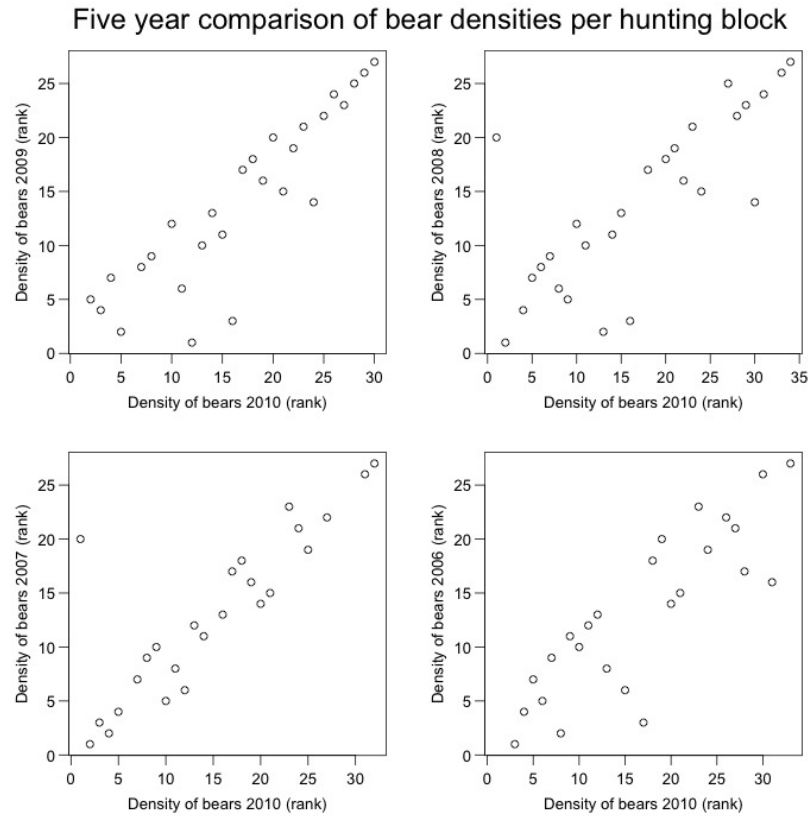 Five year comparison of bear densities per hunting block
Density of bears 2009 (rank)
25
20
15
10
5
0
0 5 10 15 20 25 30
Density of bears 2010 (rank)
Density of bears 2008 (rank)
25
20
15
10
5
0
0 5 10 15 20 25 30 35
Density of bears 2010 (rank)
Density of bears 2007 (rank)
25
20
15
10
5
0
0 5 10 15 20 25 30
Density of bears 2010 (rank)
Density of bears 2006 (rank)
25
20
15
10
5
0
0 5 10 15 20 25 30
Density of bears 2010 (rank)